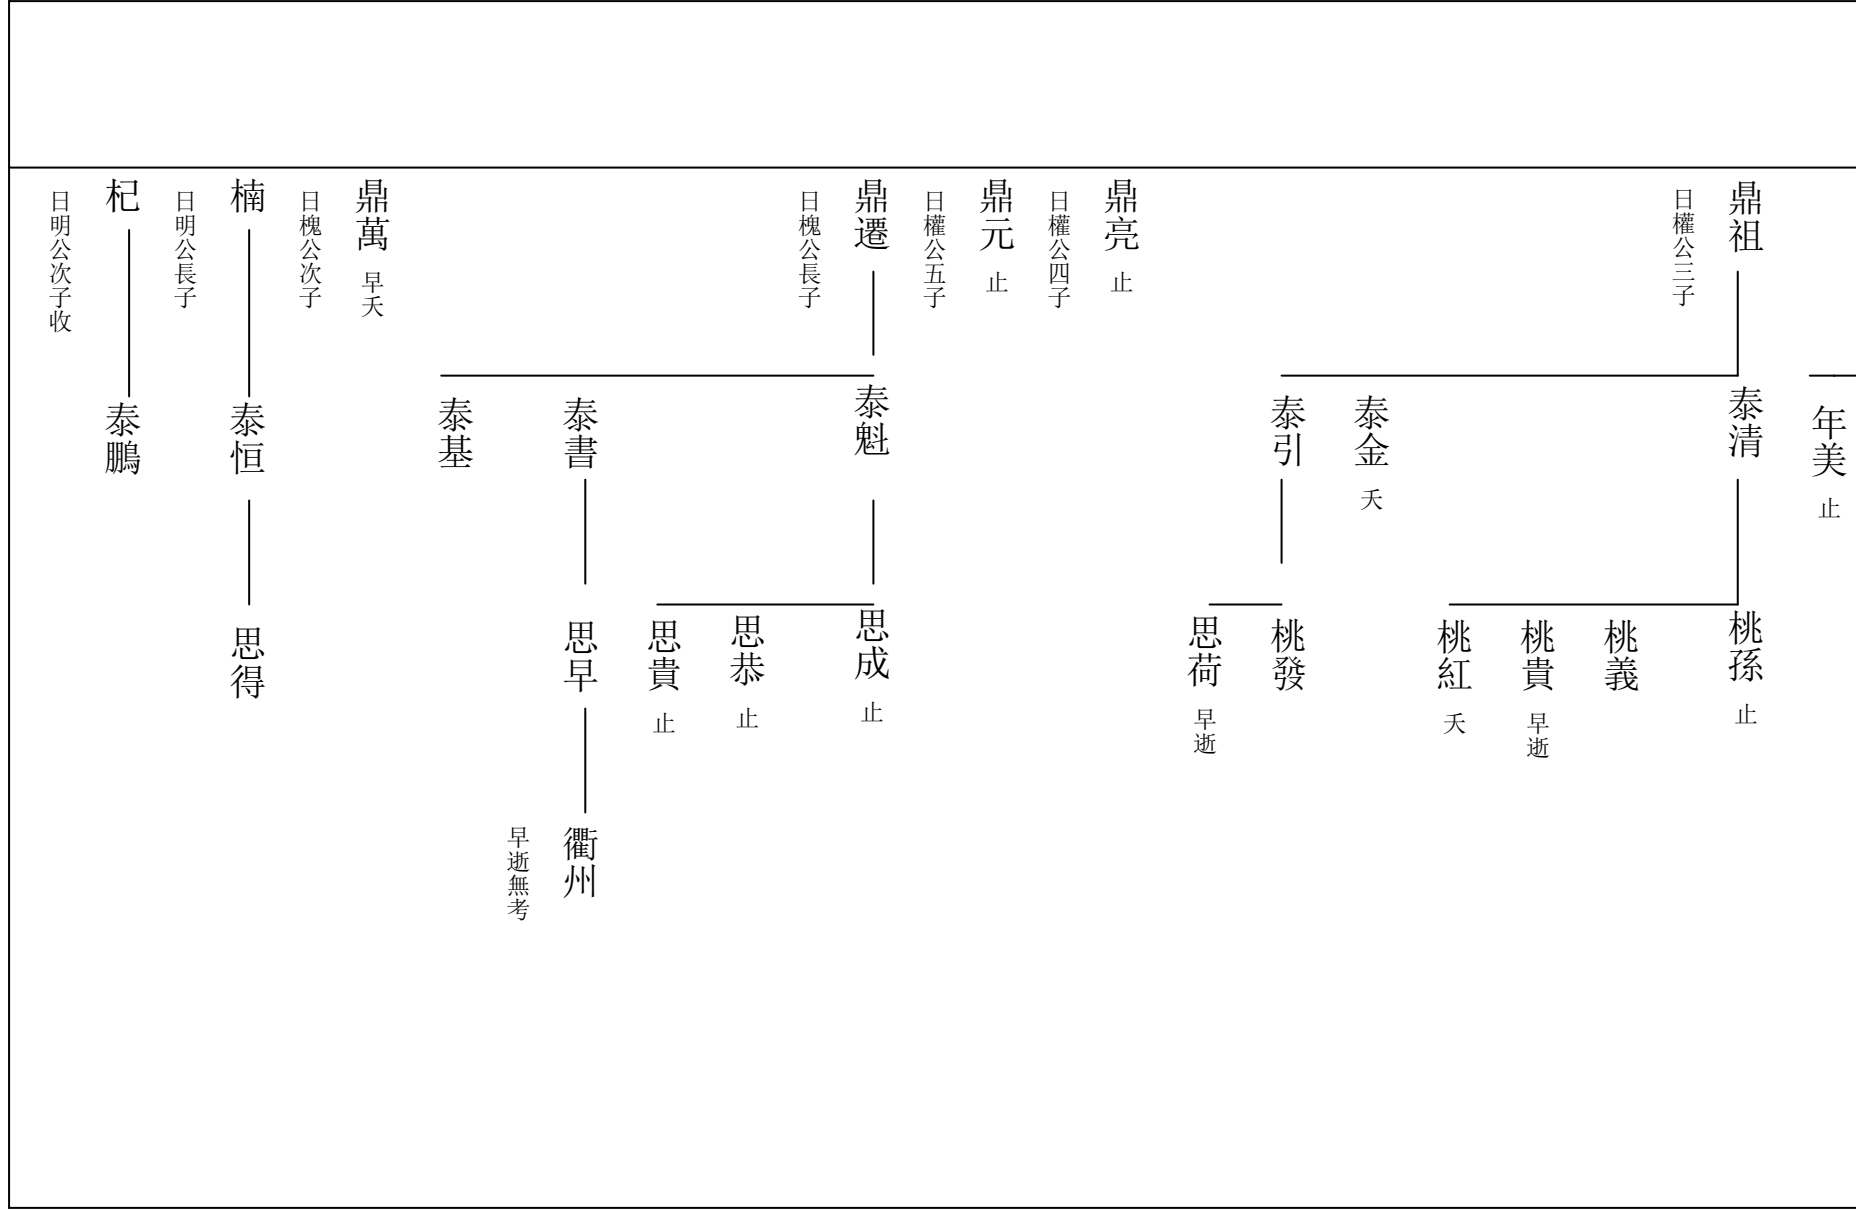 鼎祖
日權公三子
鼎亮 止
日權公四子
鼎元 止
日權公五子
鼎遷
日槐公長子
鼎萬 早夭
日槐公次子
楠
日明公長子
杞
日明公次子收
年美 止
泰清
泰金 夭
泰引
泰魁
泰書
泰基
泰恒
泰鵬
桃孫 止
桃義
桃貴 早逝
桃紅 夭
桃發
思荷 早逝
思成 止
思恭 止
思貴 止
思早
思得
衢州
早逝無考